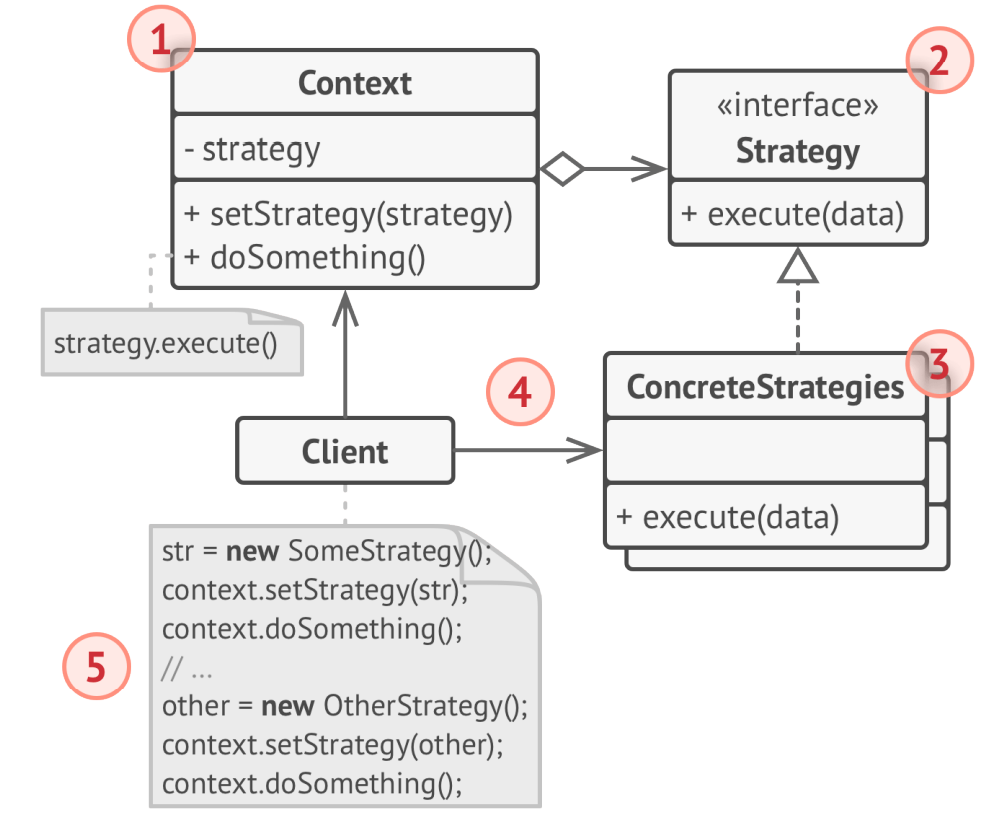 1
Context
- strategy
+ setStrategy(strategy)
+ doSomething()
strategy.execute()
2
«interface»
Strategy
+ execute(data)
3
ConcreteStrategies
+ execute(data)
4
Client
5
str = new SomeStrategy();
context.setStrategy(str);
context.doSomething();
// ...
other = new OtherStrategy();
context.setStrategy(other);
context.doSomething();